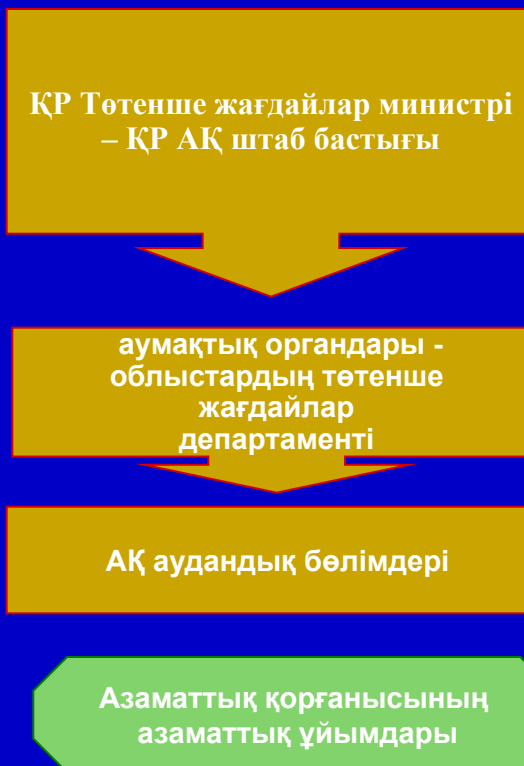 ҚР Төтенше жағдайлар министрі
– ҚР АҚ штаб бастығы
аумақтық органдары -
облыстардың төтенше
жағдайлар
департаменті
АҚ аудандық бөлімдері
Азаматтық қорғанысының
азаматтық ұйымдары